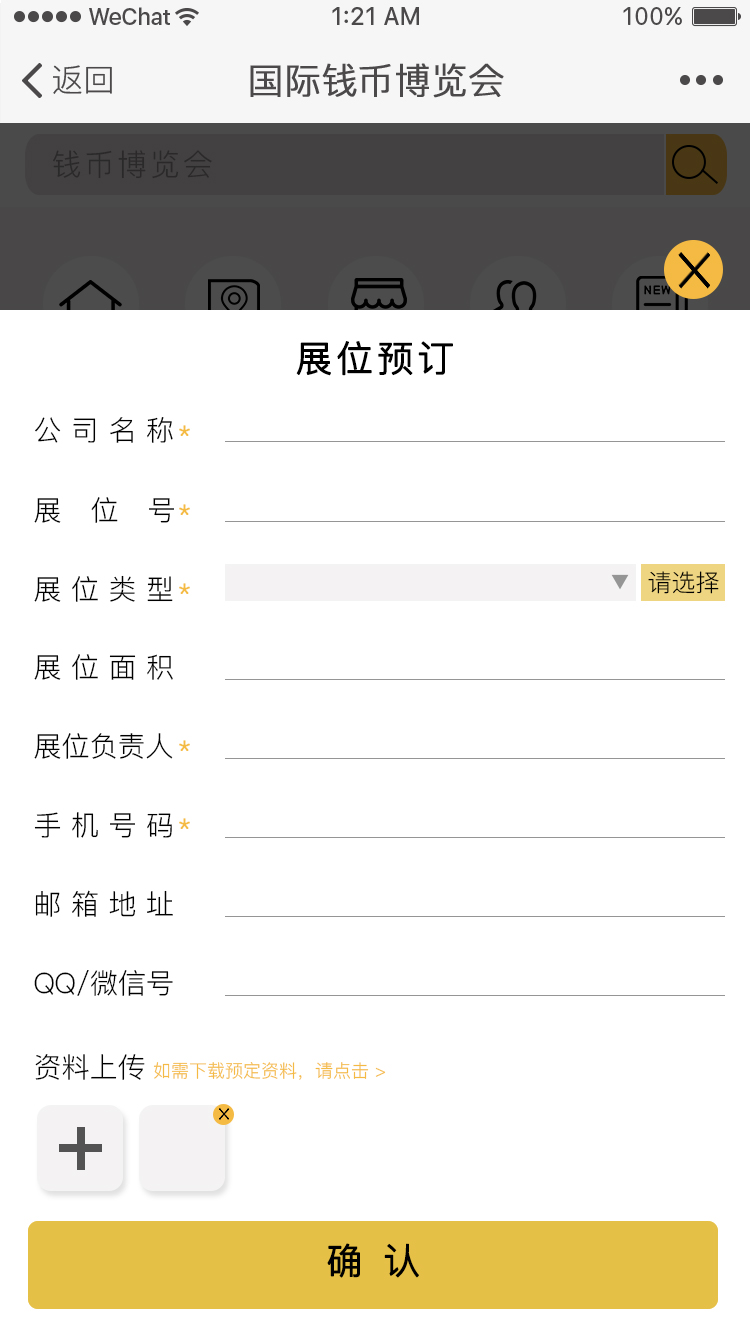 WeChat 1:21 AM 100%
返回 国际钱币博览会
钱币博览会
NEW
展位预订
公司名称*
展位号*
展位类型* 请选择
展位面积
展位负责人*
手机号码*
邮箱地址
QQ/微信号
资料上传 如需下载预定资料，请点击 >
确认